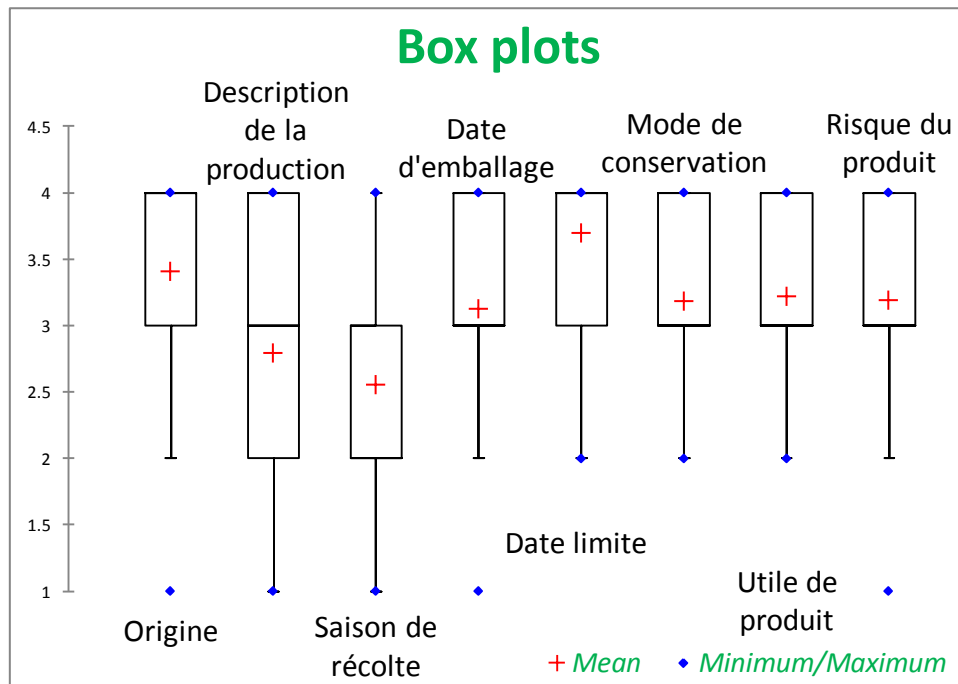 Box plots
Description
de la
production
Date
d'emballage
Mode de
conservation
Risque du
produit
4.5
4
3.5
3
2.5
2
1.5
1
Date limite
Origine
Saison de
récolte
Utile de
produit
Mean
Minimum/Maximum